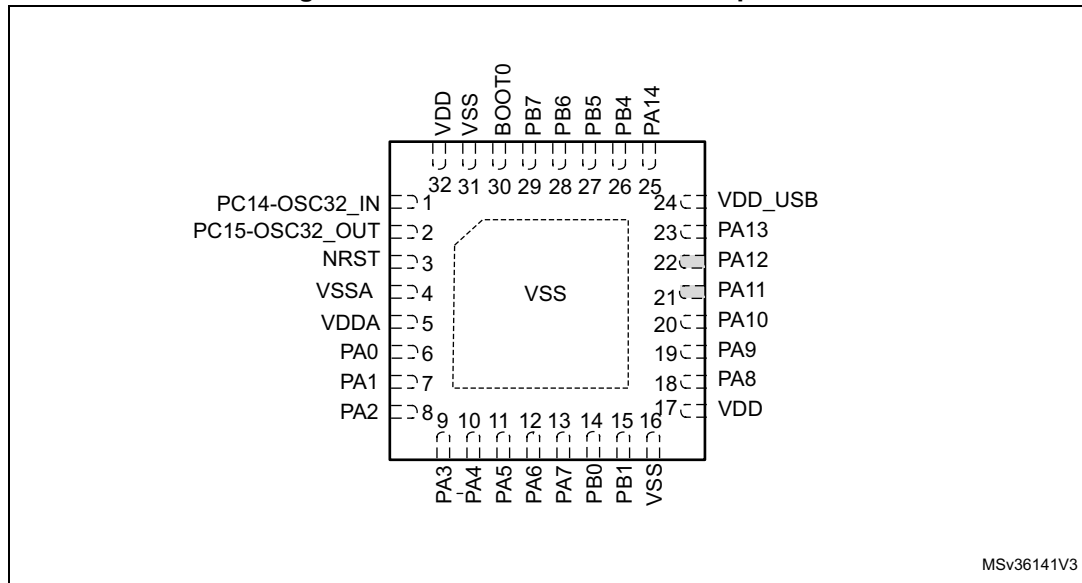 VDD
VSS
BOOT0
PB7
PB6
PB5
PB4
PA14
32 31 30 29 28 27 26 25
PC14-OSC32_IN 1
PC15-OSC32_OUT 2
NRST 3
VSSA 4
VDDA 5
PA0 6
PA1 7
PA2 8
VSS
24 VDD_USB
23 PA13
22 PA12
21 PA11
20 PA10
19 PA9
18 PA8
17 VDD
9 10 11 12 13 14 15 16
PA3
PA4
PA5
PA6
PA7
PB0
PB1
VSS
MSv36141V3